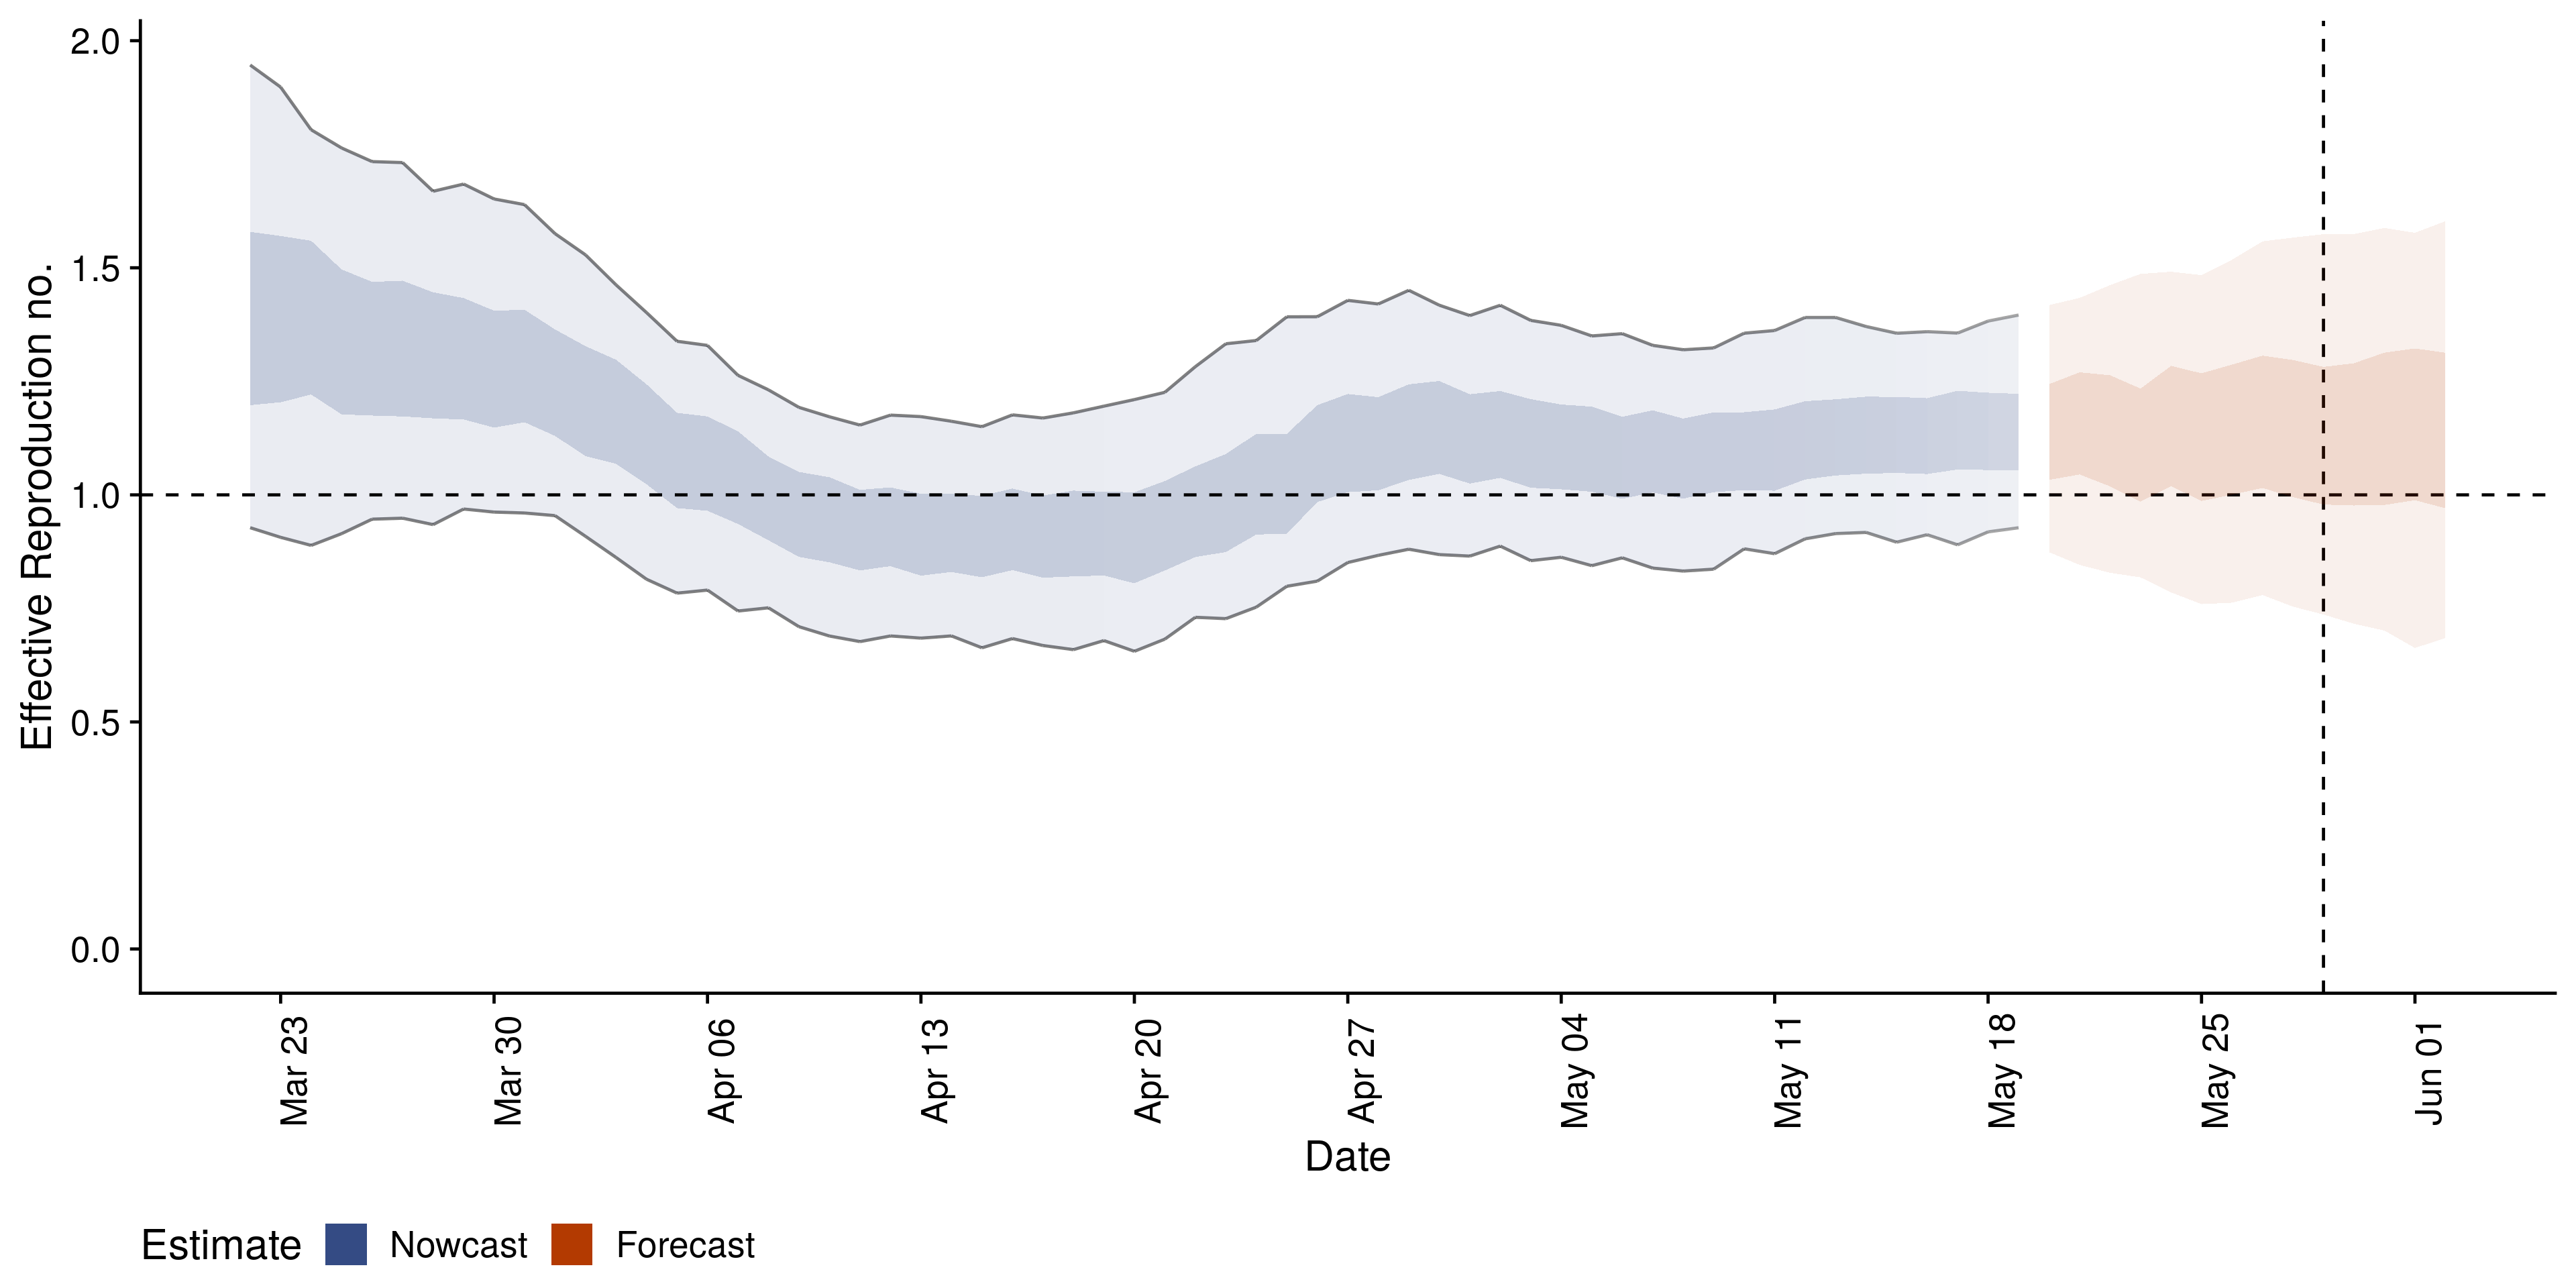 Effective Reproduction no.
2.0
1.5
1.0
0.5
0.0
Mar 23
Mar 30
Apr 06
Apr 13
Apr 20
Apr 27
May 04
May 11
May 18
May 25
Jun 01
Date
Estimate Nowcast Forecast